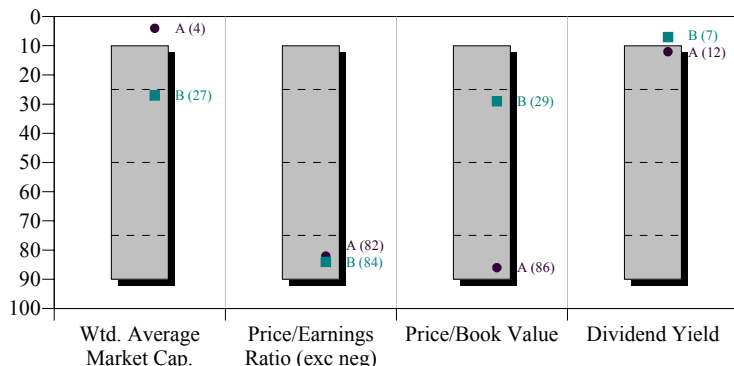 0
10
20
30
40
50
60
70
80
90
100
A (4)
B (27)
A (82)
B (84)
B (29)
A (86)
B (7)
A (12)
Wtd. Average
Market Cap.
Price/Earnings
Ratio (exc neg)
Price/Book Value
Dividend Yield